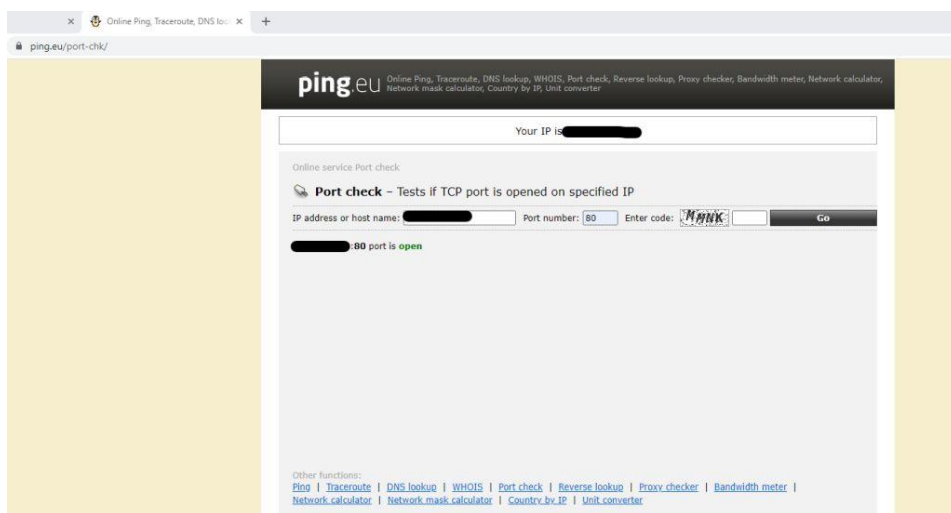 Online Ping, Traceroute, DNS loo
ping.eu/port-chk/
ping.eu
Online Ping, Traceroute, DNS lookup, WHOIS, Port check, Reverse lookup, Proxy checker, Bandwidth meter, Network calculator,
Network mask calculator, Country by IP, Unit converter
Your IP is
Online service Port check
Port check – Tests if TCP port is opened on specified IP
IP address or host name: Port number: 80 Enter code: Go
:80 port is open
Other functions:
Ping | Traceroute | DNS lookup | WHOIS | Port check | Reverse lookup | Proxy checker | Bandwidth meter |
Network calculator | Network mask calculator | Country by IP | Unit converter